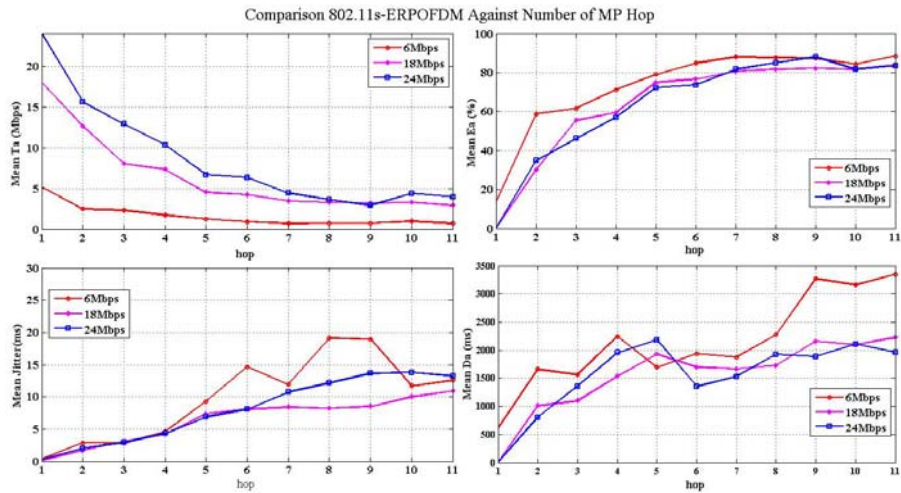 Comparison 802.11s-ERPOFDM Against Number of MP Hop
Mean Ta (Mbps)
20
15
10
5
0
6Mbps
18Mbps
24Mbps
1 2 3 4 5 6 7 8 9 10 11
hop
Mean Ea (%)
100
80
60
40
20
0
6Mbps
18Mbps
24Mbps
1 2 3 4 5 6 7 8 9 10 11
hop
Mean Jitter(ms)
30
25
20
15
10
5
0
6Mbps
18Mbps
24Mbps
1 2 3 4 5 6 7 8 9 10 11
hop
Mean Da (ms)
3500
3000
2500
2000
1500
1000
500
0
6Mbps
18Mbps
24Mbps
1 2 3 4 5 6 7 8 9 10 11
hop